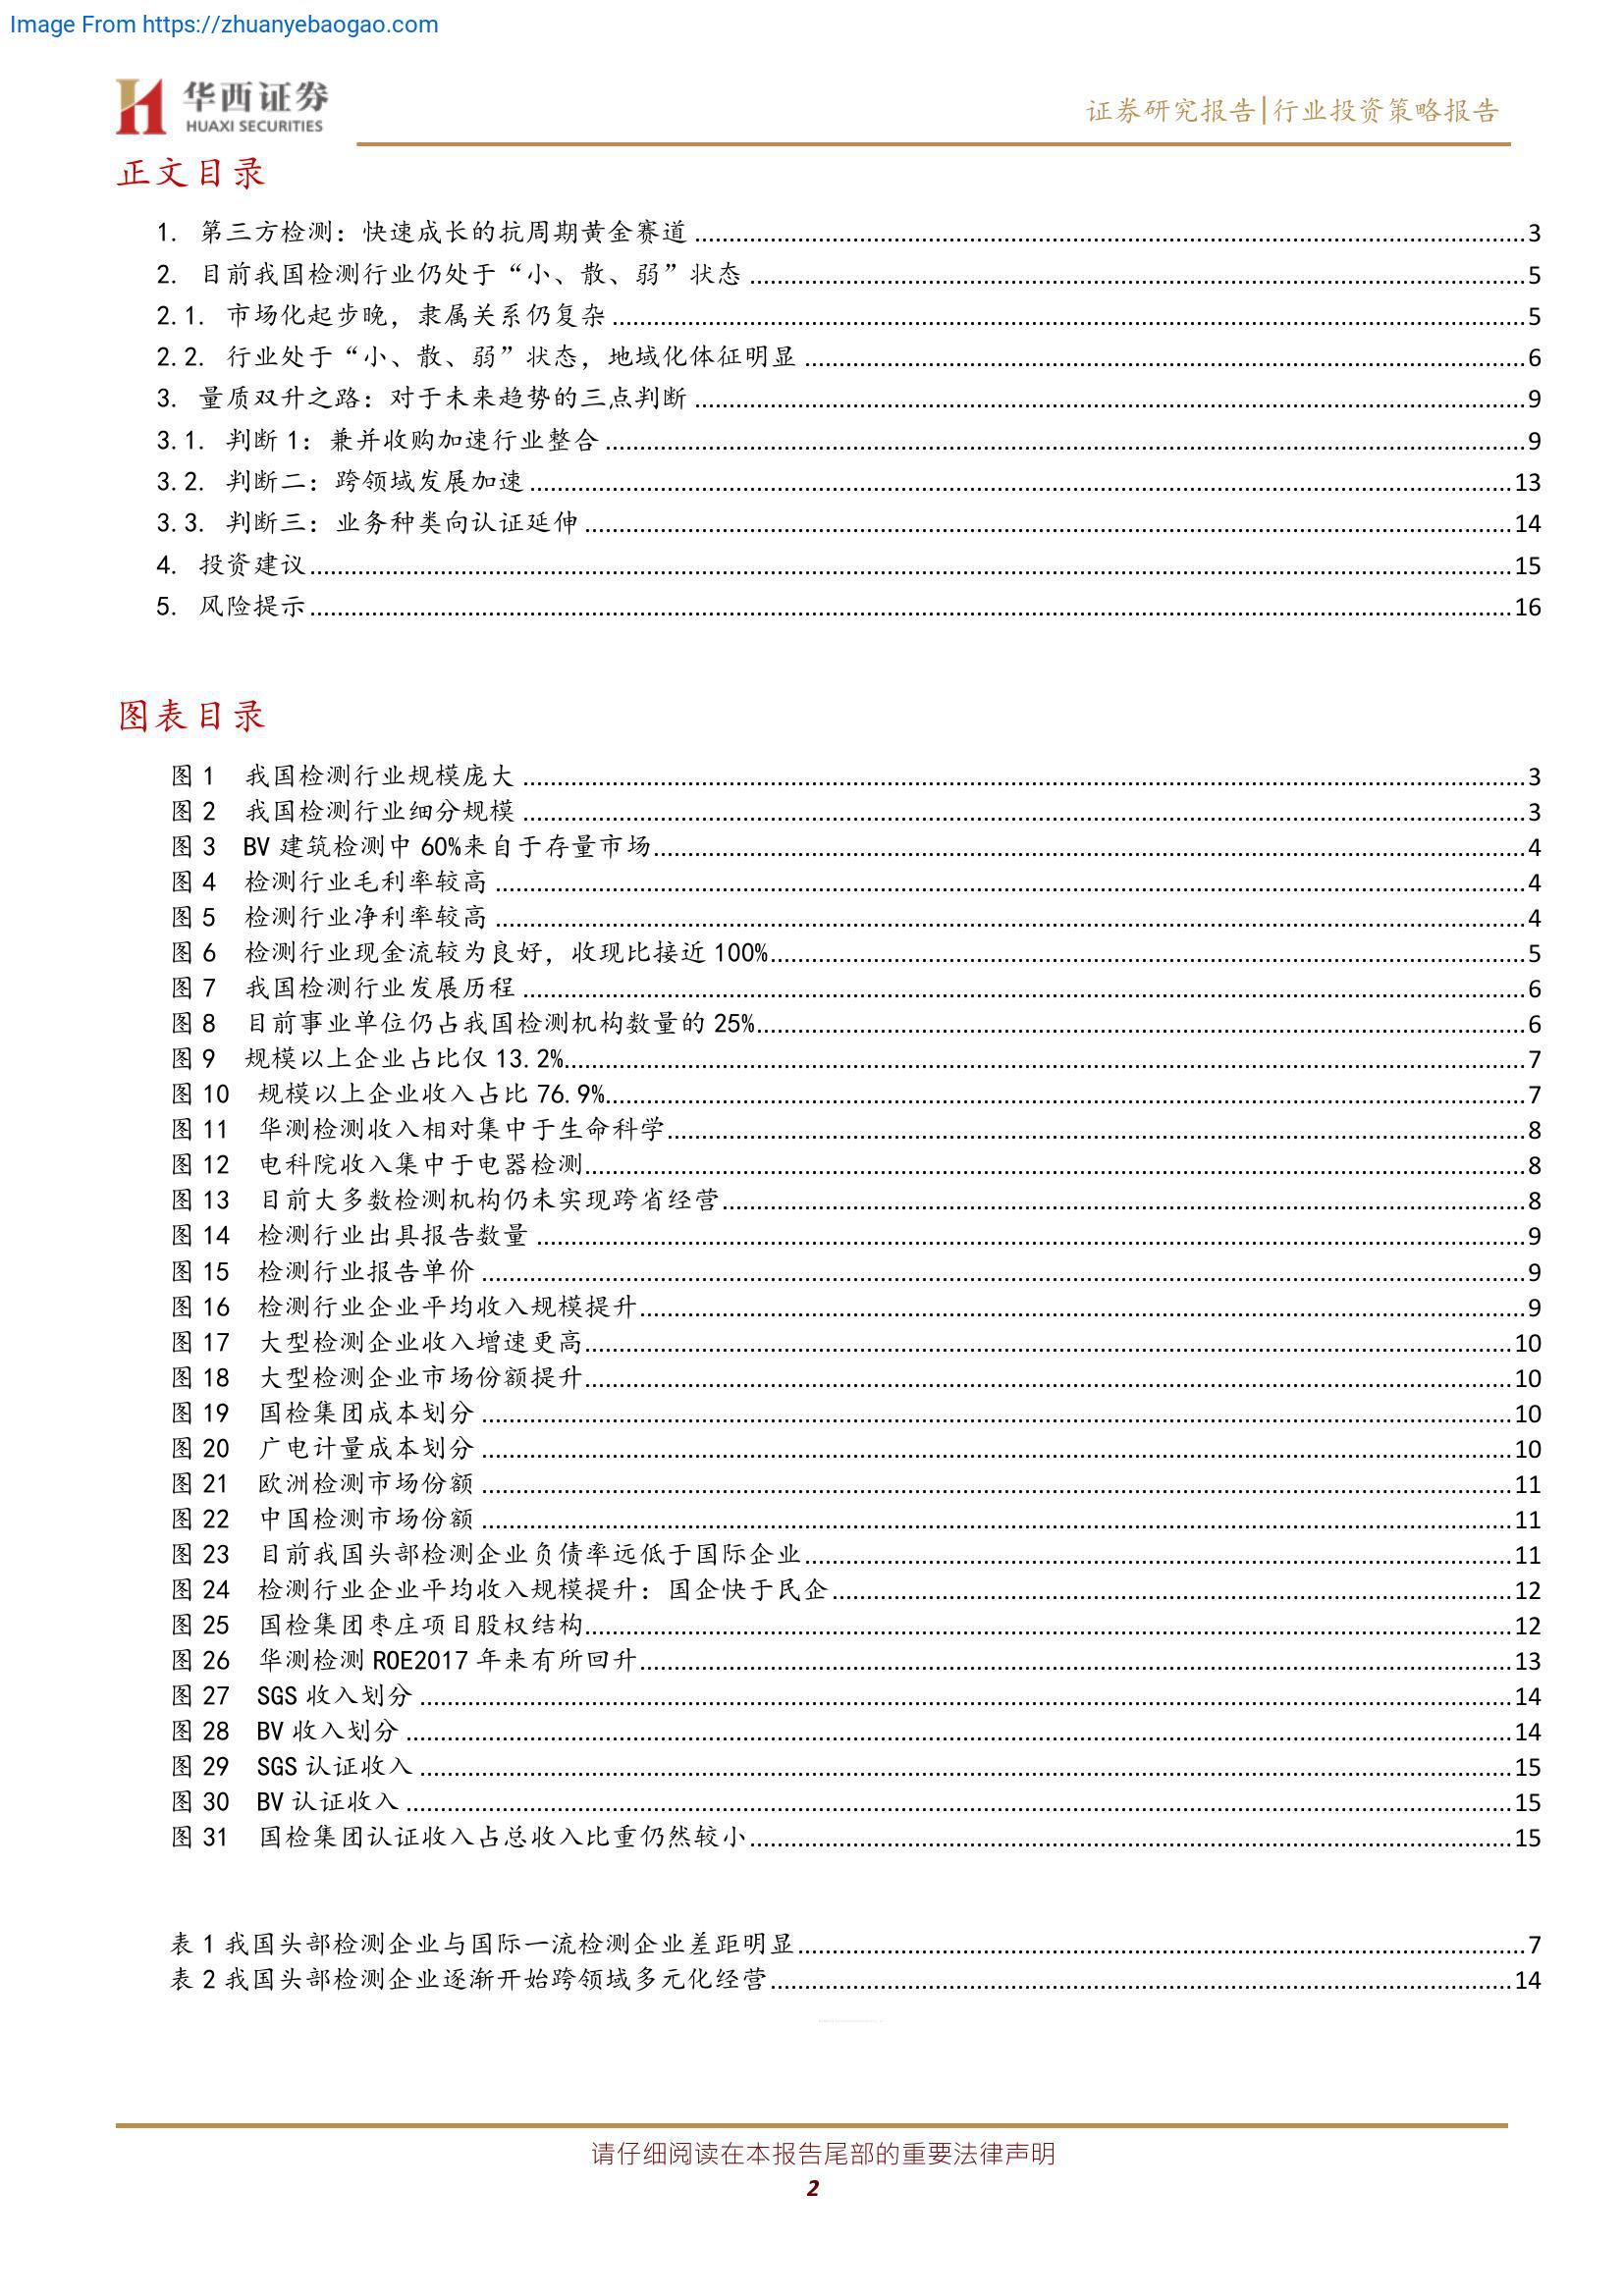 Image From https://zhuanyebaogao.com
华西证券
HUAXI SECURITIES
证券研究报告|行业投资策略报告
正文目录
1. 第三方检测：快速成长的抗周期黄金赛道 3
2. 目前我国检测行业仍处于“小、散、弱”状态 5
2.1. 市场化起步晚，隶属关系仍复杂 5
2.2. 行业处于“小、散、弱”状态，地域化体征明显 6
3. 量质双升之路：对于未来趋势的三点判断 9
3.1. 判断 1：兼并收购加速行业整合 9
3.2. 判断二：跨领域发展加速 13
3.3. 判断三：业务种类向认证延伸 14
4. 投资建议 15
5. 风险提示 16
图表目录
图 1 我国检测行业规模庞大 3
图 2 我国检测行业细分规模 3
图 3 BV 建筑检测中 60%来自于存量市场 4
图 4 检测行业毛利率较高 4
图 5 检测行业净利率较高 4
图 6 检测行业现金流较为良好，收现比接近 100% 5
图 7 我国检测行业发展历程 6
图 8 目前事业单位仍占我国检测机构数量的 25% 6
图 9 规模以上企业占比仅 13.2% 7
图 10 规模以上企业收入占比 76.9% 7
图 11 华测检测收入相对集中于生命科学 8
图 12 电科院收入集中于电器检测 8
图 13 目前大多数检测机构仍未实现跨省经营 8
图 14 检测行业出具报告数量 9
图 15 检测行业报告单价 9
图 16 检测行业企业平均收入规模提升 9
图 17 大型检测企业收入增速更高 10
图 18 大型检测企业市场份额提升 10
图 19 国检集团成本划分 10
图 20 广电计量成本划分 10
图 21 欧洲检测市场份额 11
图 22 中国检测市场份额 11
图 23 目前我国头部检测企业负债率远低于国际企业 11
图 24 检测行业企业平均收入规模提升：国企快于民企 12
图 25 国检集团枣庄项目股权结构 12
图 26 华测检测 ROE2017 年来有所回升 13
图 27 SGS 收入划分 14
图 28 BV 收入划分 14
图 29 SGS 认证收入 15
图 30 BV 认证收入 15
图 31 国检集团认证收入占总收入比重仍然较小 15
表 1 我国头部检测企业与国际一流检测企业差距明显 7
表 2 我国头部检测企业逐渐开始跨领域多元化经营 14
请仔细阅读在本报告尾部的重要法律声明
2